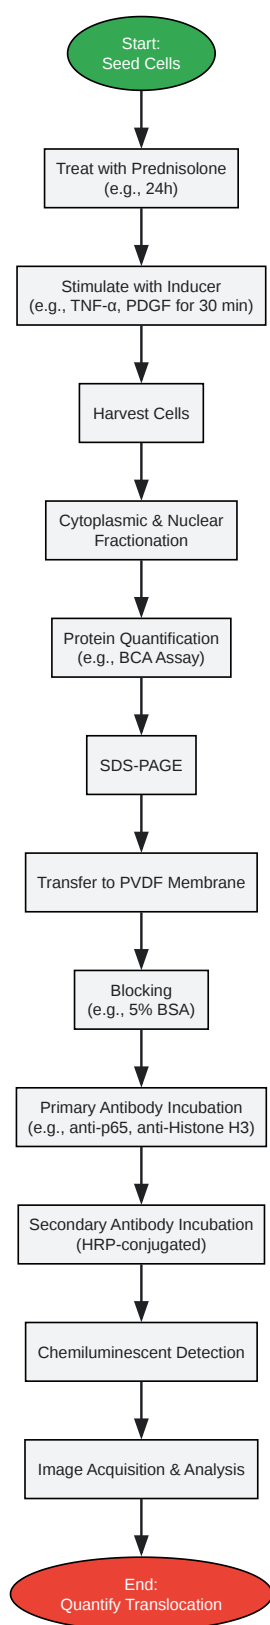 Start:
Seed Cells
Treat with Prednisolone
(e.g., 24h)
Stimulate with Inducer
(e.g., TNF-α, PDGF for 30 min)
Harvest Cells
Cytoplasmic & Nuclear
Fractionation
Protein Quantification
(e.g., BCA Assay)
SDS-PAGE
Transfer to PVDF Membrane
Blocking
(e.g., 5% BSA)
Primary Antibody Incubation
(e.g., anti-p65, anti-Histone H3)
Secondary Antibody Incubation
(HRP-conjugated)
Chemiluminescent Detection
Image Acquisition & Analysis
End:
Quantify Translocation